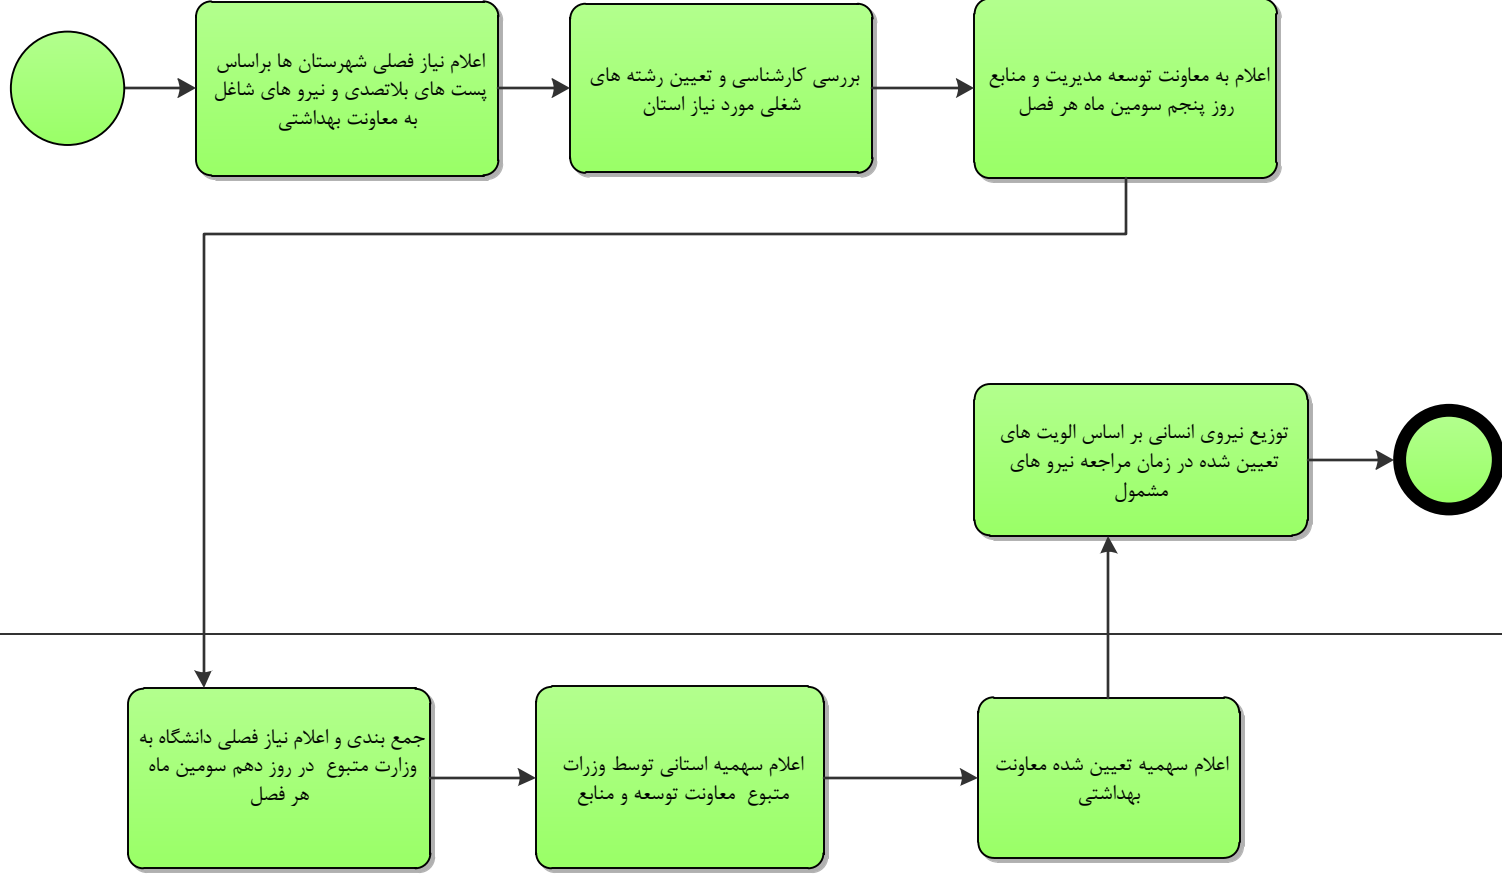 اعلام نیاز فصلی شهرستان ها براساس
پست های بلاتصدی و نیرو های شاغل
به معاونت بهداشتی
بررسی کارشناسی و تعیین رشته های
شغلی مورد نیاز استان
اعلام به معاونت توسعه مدیریت و منابع
روز پنجم سومین ماه هر فصل
توزیع نیروی انسانی بر اساس الویت های
تعیین شده در زمان مراجعه نیرو های
مشمول
جمع بندی و اعلام نیاز فصلی دانشگاه به
وزارت متبوع در روز دهم سومین ماه
هر فصل
اعلام سهمیه استانی توسط وزرات
متبوع معاونت توسعه و منابع
اعلام سهمیه تعیین شده معاونت
بهداشتی